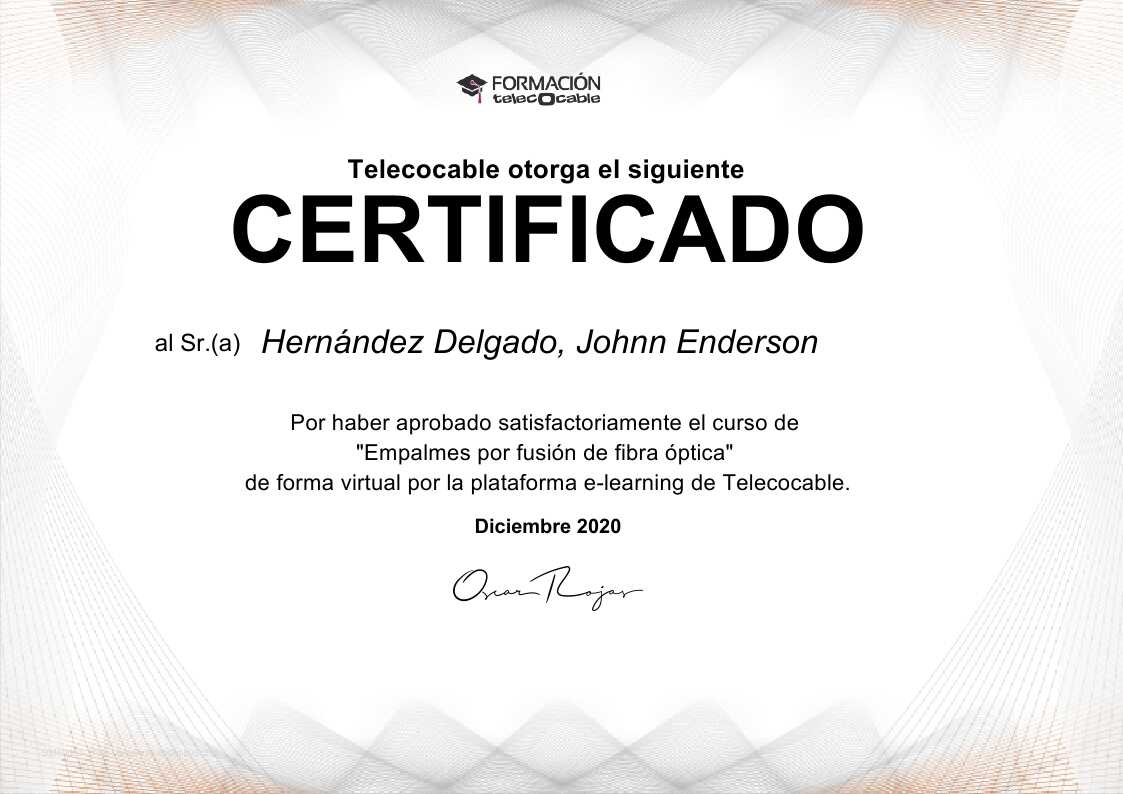 FORMACIÓN
telecocable
Telecocable otorga el siguiente
CERTIFICADO
al Sr.(a) Hernández Delgado, Johnn Enderson
Por haber aprobado satisfactoriamente el curso de
"Empalmes por fusión de fibra óptica"
de forma virtual por la plataforma e-learning de Telecocable.
Diciembre 2020
Oscar Rojas